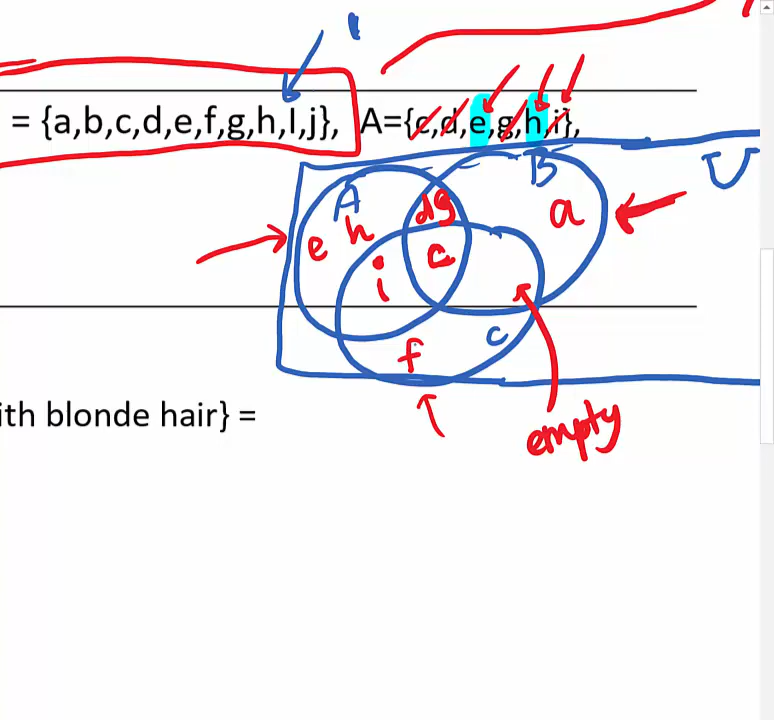 = {a,b,c,d,e,f,g,h,I,j}, A={c,d,e,g,h,i},
A B U
dg a
e h
c
i
f c
ith blonde hair} =
empty